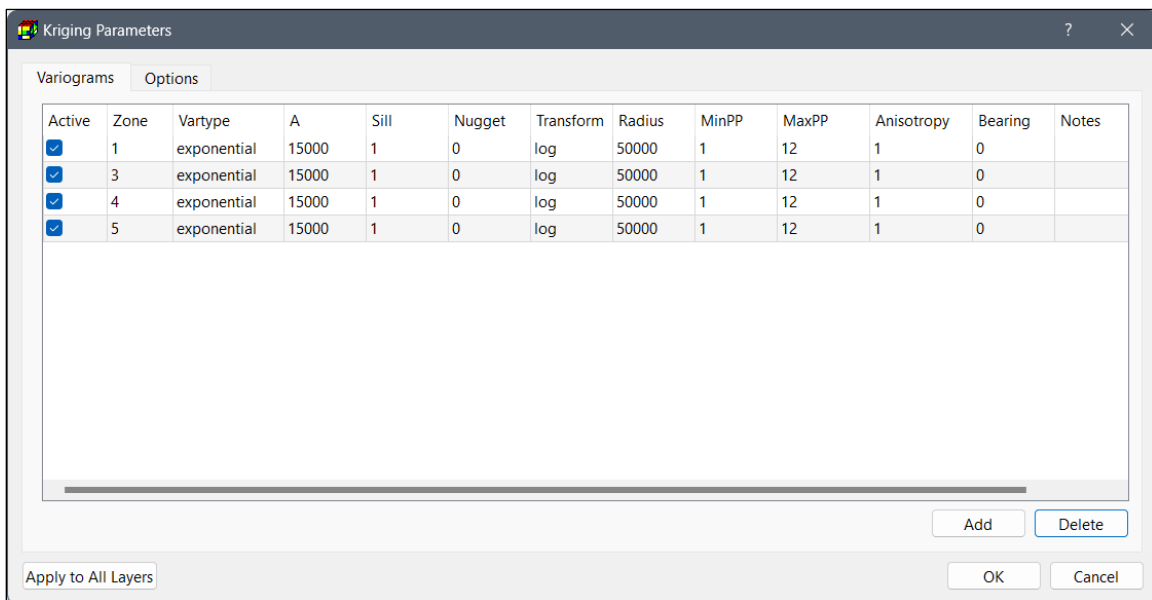 Kriging Parameters ?
Variograms Options
Active Zone Vartype A Sill Nugget Transform Radius MinPP MaxPP Anisotropy Bearing Notes
1 exponential 15000 1 0 log 50000 1 12 1 0
3 exponential 15000 1 0 log 50000 1 12 1 0
4 exponential 15000 1 0 log 50000 1 12 1 0
5 exponential 15000 1 0 log 50000 1 12 1 0
Add Delete
Apply to All Layers OK Cancel